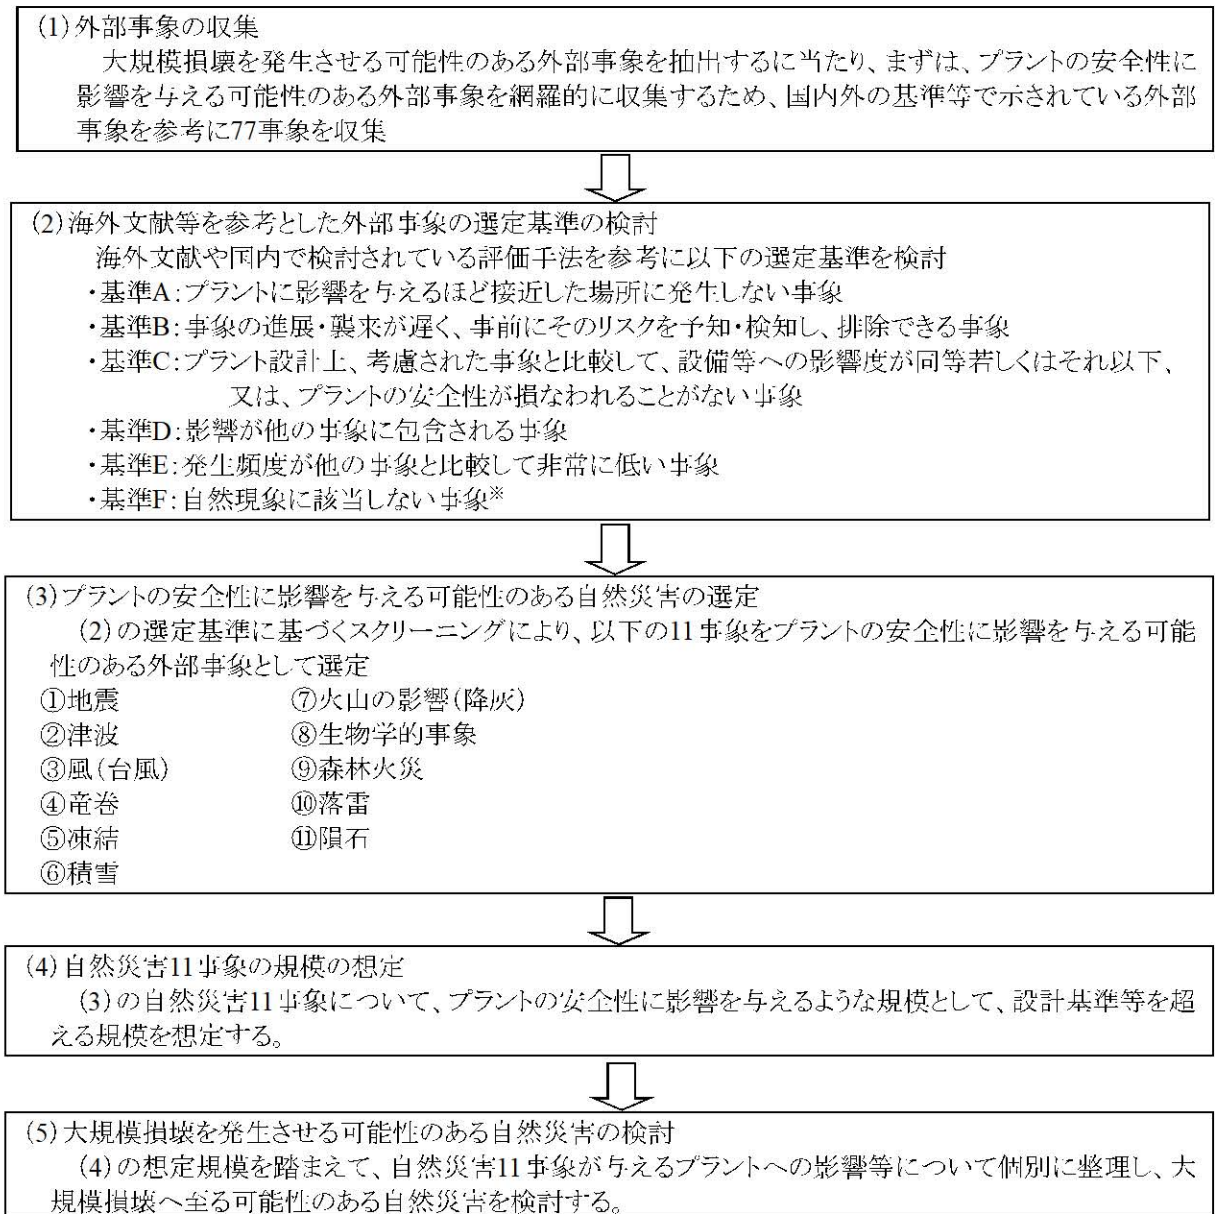 (1)外部事象の収集
大規模損壊を発生させる可能性のある外部事象を抽出するに当たり、まずは、プラントの安全性に
影響を与える可能性のある外部事象を網羅的に収集するため、国内外の基準等で示されている外部
事象を参考に77事象を収集
(2)海外文献等を参考とした外部事象の選定基準の検討
海外文献や国内で検討されている評価手法を参考に以下の選定基準を検討
・基準A:プラントに影響を与えるほど接近した場所に発生しない事象
・基準B:事象の進展・襲来が遅く、事前にそのリスクを予知・検知し、排除できる事象
・基準C:プラント設計上、考慮された事象と比較して、設備等への影響度が同等若しくはそれ以下、
又は、プラントの安全性が損なわれることがない事象
・基準D:影響が他の事象に包含される事象
・基準E:発生頻度が他の事象と比較して非常に低い事象
・基準F:自然現象に該当しない事象※
(3)プラントの安全性に影響を与える可能性のある自然災害の選定
(2)の選定基準に基づくスクリーニングにより、以下の11事象をプラントの安全性に影響を与える可能
性のある外部事象として選定
①地震 ⑦火山の影響(降灰)
②津波 ⑧生物学的事象
③風(台風) ⑨森林火災
④竜巻 ⑩落雷
⑤凍結 ⑪隕石
⑥積雪
(4)自然災害11事象の規模の想定
(3)の自然災害11事象について、プラントの安全性に影響を与えるような規模として、設計基準等を超
える規模を想定する。
(5)大規模損壊を発生させる可能性のある自然災害の検討
(4)の想定規模を踏まえて、自然災害11事象が与えるプラントへの影響等について個別に整理し、大
規模損壊へ至る可能性のある自然災害を検討する。